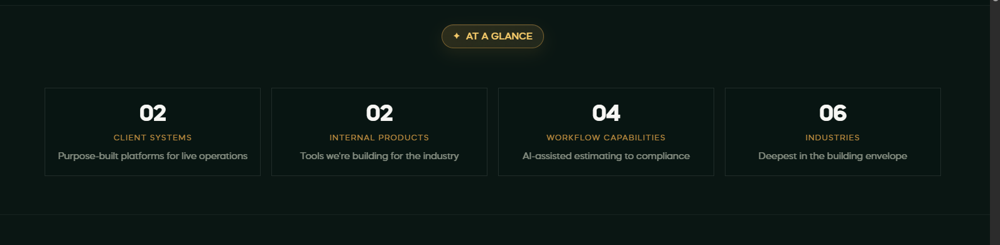 ✦ AT A GLANCE
02
CLIENT SYSTEMS
Purpose-built platforms for live operations
02
INTERNAL PRODUCTS
Tools we're building for the industry
04
WORKFLOW CAPABILITIES
AI-assisted estimating to compliance
06
INDUSTRIES
Deepest in the building envelope